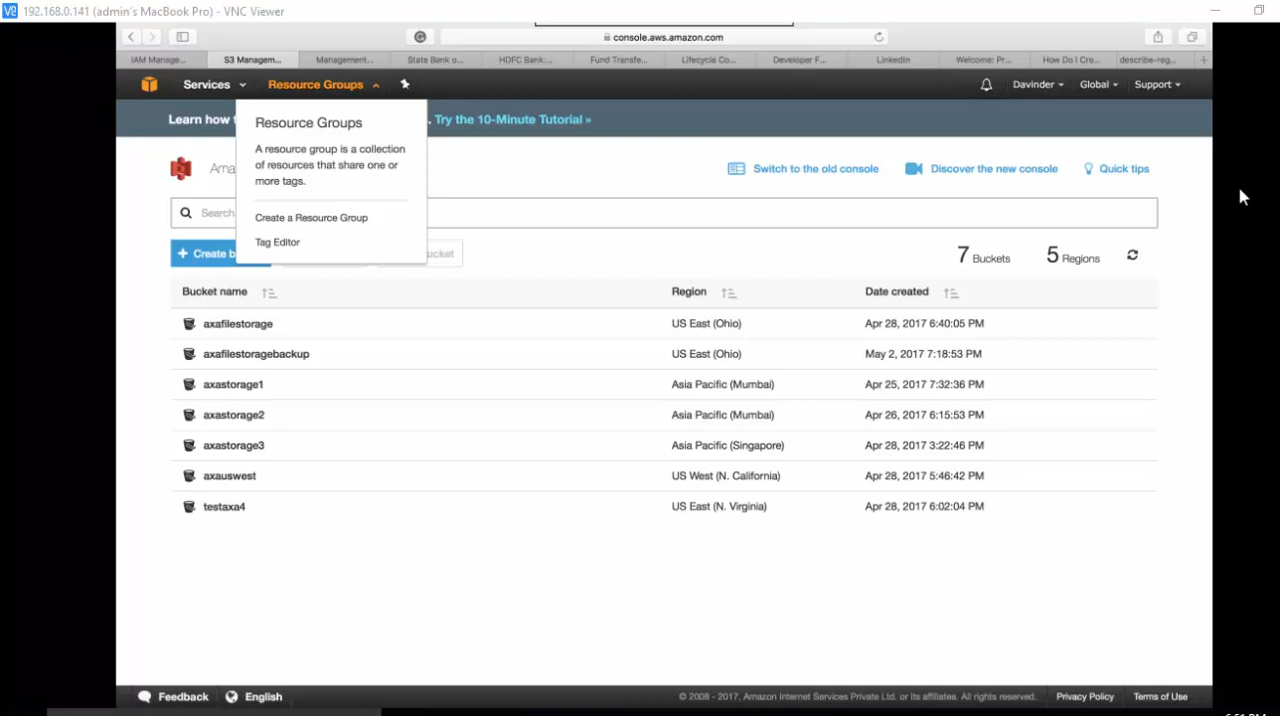 192.168.0.141 (admin's MacBook Pro) - VNC Viewer
console.aws.amazon.com
IAM Manage... S3 Managem... Management... State Bank o... HDFC Bank:... Fund Transfe... Lifecycle Co... Developer F... LinkedIn Welcome: Pr... How Do I Cre... describe-reg...
Services Resource Groups Davinder Global Support
Learn how Try the 10-Minute Tutorial »
Resource Groups
A resource group is a collection
of resources that share one or
more tags.
Create a Resource Group
Tag Editor
Ama Switch to the old console Discover the new console Quick tips
Search
+ Create b ucket 7 Buckets 5 Regions
Bucket name Region Date created
axafilestorage US East (Ohio) Apr 28, 2017 6:40:05 PM
axafilestoragebackup US East (Ohio) May 2, 2017 7:18:53 PM
axastorage1 Asia Pacific (Mumbai) Apr 25, 2017 7:32:36 PM
axastorage2 Asia Pacific (Mumbai) Apr 26, 2017 6:15:53 PM
axastorage3 Asia Pacific (Singapore) Apr 28, 2017 3:22:46 PM
axauswest US West (N. California) Apr 28, 2017 5:46:42 PM
testaxa4 US East (N. Virginia) Apr 28, 2017 6:02:04 PM
Feedback English © 2008 - 2017, Amazon Internet Services Private Ltd. or its affiliates. All rights reserved. Privacy Policy Terms of Use